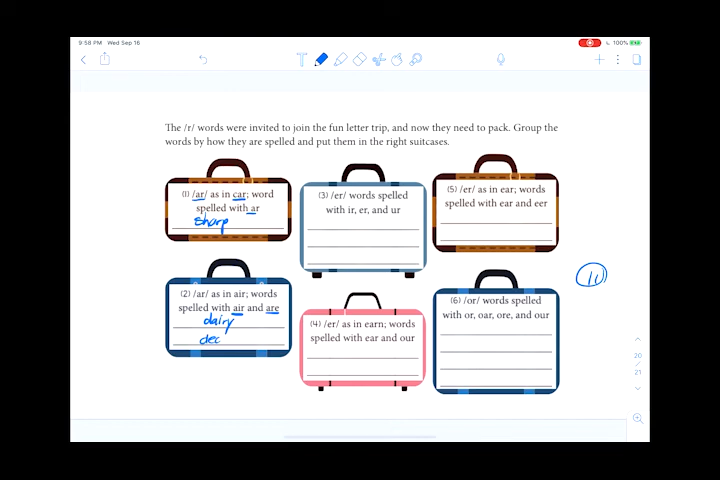 9:58 PM Wed Sep 16
100%
The /r/ words were invited to join the fun letter trip, and now they need to pack. Group the
words by how they are spelled and put them in the right suitcases.
(1) /ar/ as in car; word
spelled with ar
sharp
(2) /ar/ as in air; words
spelled with air and are
dairy
dec
(3) /er/ words spelled
with ir, er, and ur
(4) /er/ as in earn; words
spelled with ear and our
(5) /er/ as in ear; words
spelled with ear and eer
(6) /or/ words spelled
with or, oar, ore, and our
20
/
21